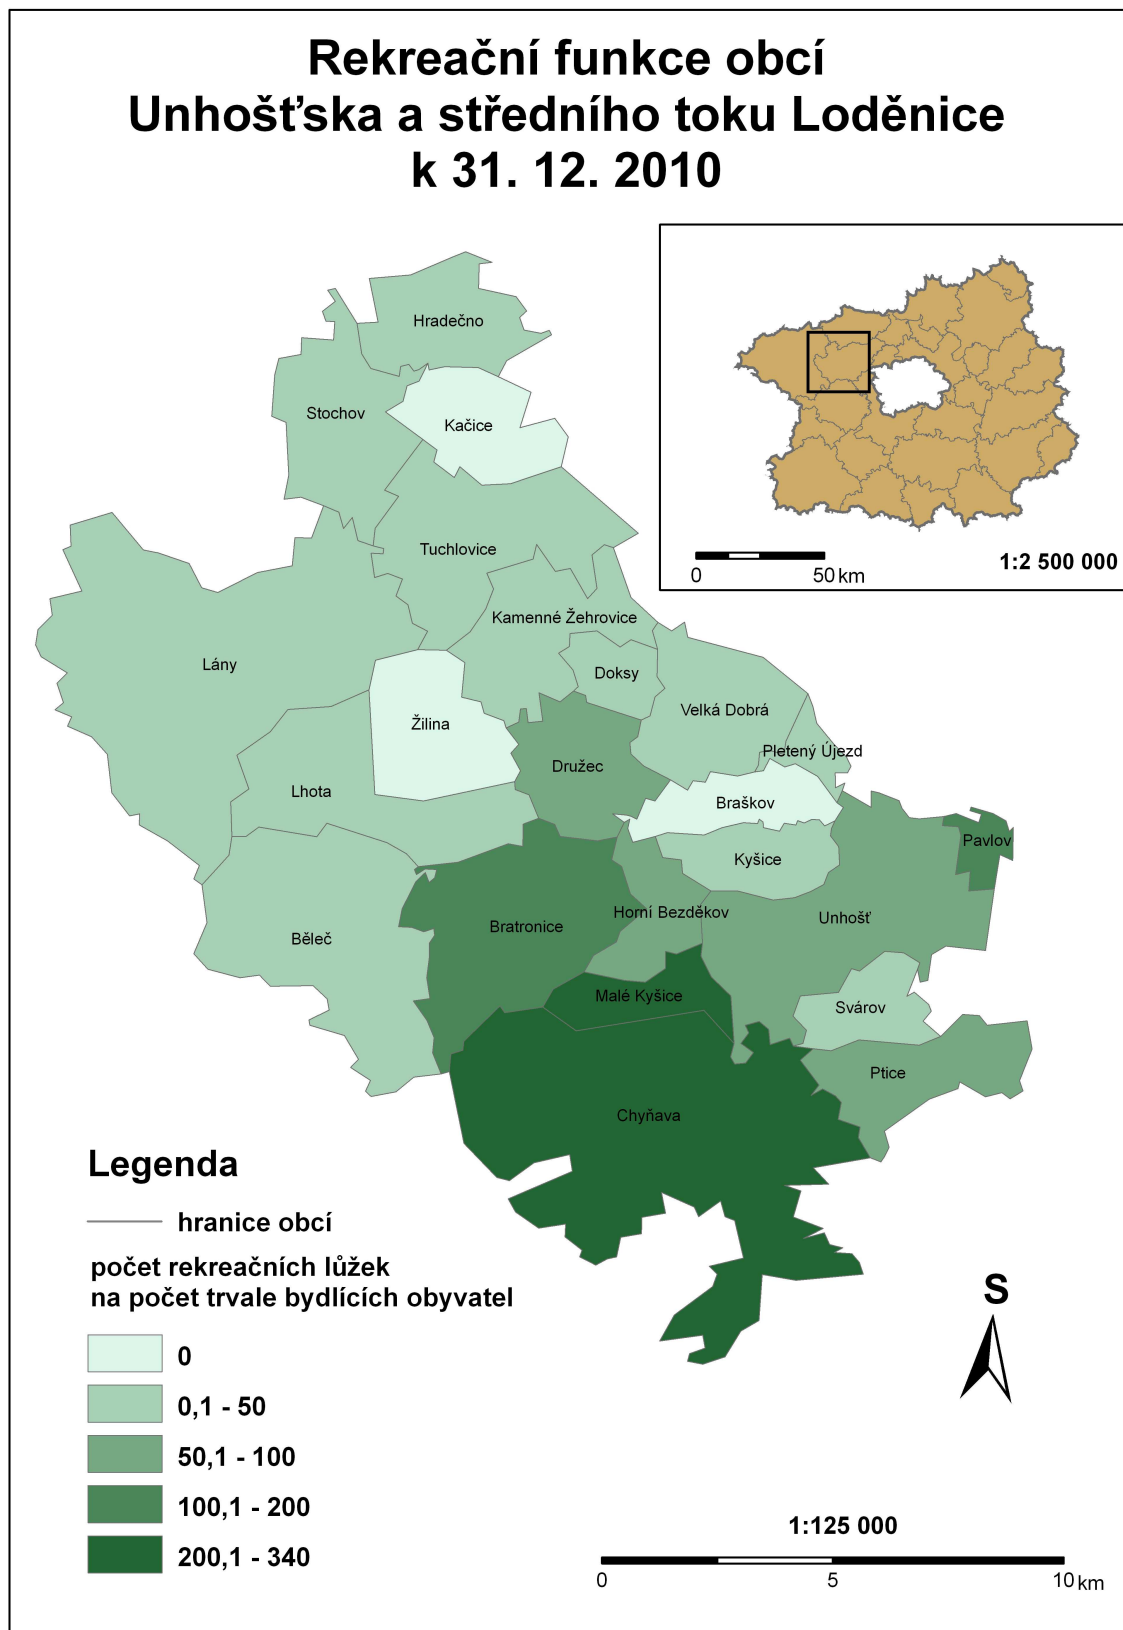 Rekreační funkce obcí
Unhošťska a středního toku Loděnice
k 31. 12. 2010
0
50 km
1:2 500 000
Hradečno
Stochov
Kačice
Tuchlovice
Kamenné Žehrovice
Lány
Doksy
Žilina
Velká Dobrá
Pletený Újezd
Družec
Lhota
Braškov
Pavlov
Kyšice
Horní Bezděkov
Unhošť
Bratronice
Běleč
Malé Kyšice
Svárov
Ptice
Chyňava
Legenda
hranice obcí
počet rekreačních lůžek
na počet trvale bydlících obyvatel
0
0,1 - 50
50,1 - 100
100,1 - 200
200,1 - 340
S
1:125 000
0
5
10 km